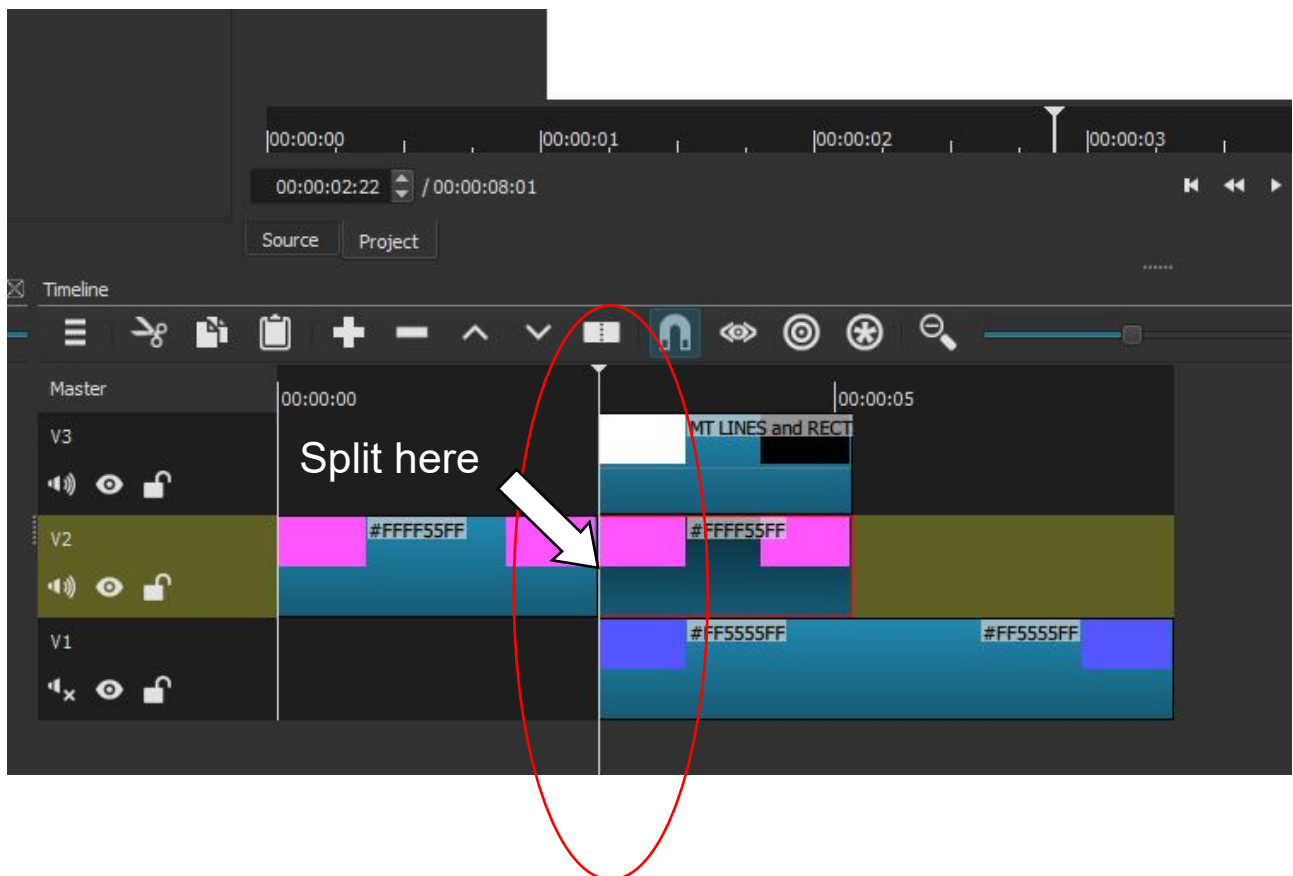 00:00:00 00:00:01 00:00:02 00:00:03
00:00:02:22 / 00:00:08:01
Source Project
Timeline
Master 00:00:00 00:00:05
V3 MT LINES and RECT
Split here
V2 #FFFF55FF #FFFF55FF
V1 #FF5555FF #FF5555FF